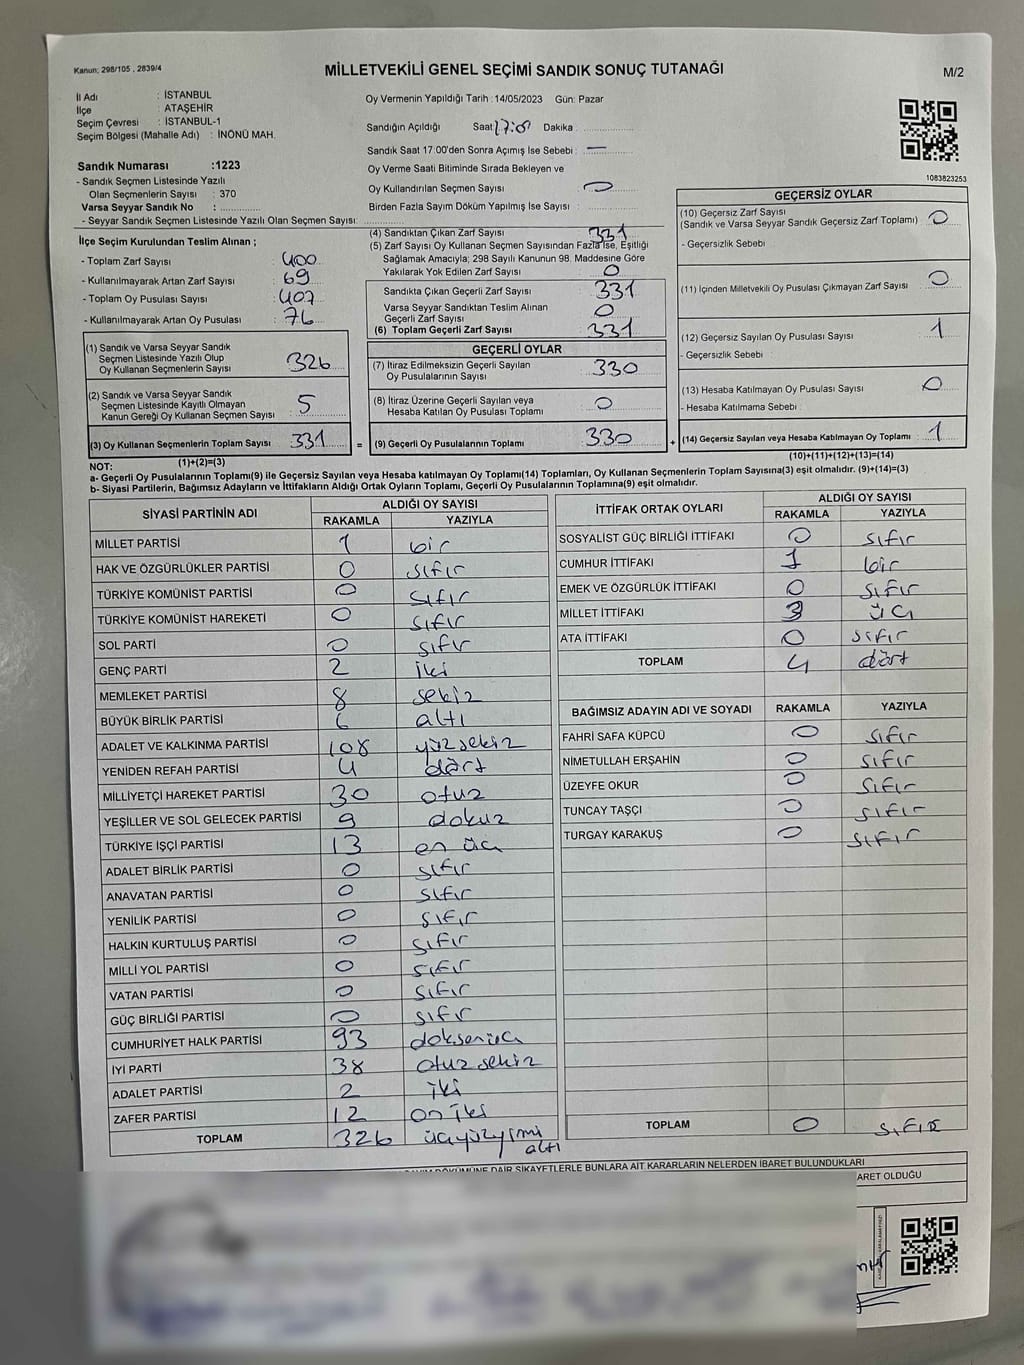 Kanun: 298/105 , 2839/4
MİLLETVEKİLİ GENEL SEÇİMİ SANDIK SONUÇ TUTANAĞI
M/2
İl Adı : İSTANBUL
İlçe : ATAŞEHİR
Seçim Çevresi : İSTANBUL-1
Seçim Bölgesi (Mahalle Adı) : İNÖNÜ MAH.
Sandık Numarası :1223
- Sandık Seçmen Listesinde Yazılı
Olan Seçmenlerin Sayısı : 370
Varsa Seyyar Sandık No :
- Seyyar Sandık Seçmen Listesinde Yazılı Olan Seçmen Sayısı:
Oy Vermenin Yapıldığı Tarih :14/05/2023 Gün: Pazar
Sandığın Açıldığı Saat 17:00 Dakika
Sandık Saat 17:00'den Sonra Açımış İse Sebebi : —
Oy Verme Saati Bitiminde Sırada Bekleyen ve
Oy Kullandırılan Seçmen Sayısı : 0
Birden Fazla Sayım Döküm Yapılmış İse Sayısı :
1083823253
İlçe Seçim Kurulundan Teslim Alınan ;
- Toplam Zarf Sayısı : 400
- Kullanılmayarak Artan Zarf Sayısı : 69
- Toplam Oy Pusulası Sayısı : 407
- Kullanılmayarak Artan Oy Pusulası : 76
(4) Sandıktan Çıkan Zarf Sayısı 331
(5) Zarf Sayısı Oy Kullanan Seçmen Sayısından Fazla İse, Eşitliği
Sağlamak Amacıyla; 298 Sayılı Kanunun 98. Maddesine Göre
Yakılarak Yok Edilen Zarf Sayısı 0
Sandıkta Çıkan Geçerli Zarf Sayısı 331
Varsa Seyyar Sandıktan Teslim Alınan
Geçerli Zarf Sayısı 0
(6) Toplam Geçerli Zarf Sayısı 331
GEÇERSİZ OYLAR
(10) Geçersiz Zarf Sayısı
(Sandık ve Varsa Seyyar Sandık Geçersiz Zarf Toplamı) 0
- Geçersizlik Sebebi
(11) İçinden Milletvekili Oy Pusulası Çıkmayan Zarf Sayısı 0
(12) Geçersiz Sayılan Oy Pusulası Sayısı 1
- Geçersizlik Sebebi :
(13) Hesaba Katılmayan Oy Pusulası Sayısı 0
- Hesaba Katılmama Sebebi
(1) Sandık ve Varsa Seyyar Sandık
Seçmen Listesinde Yazılı Olup
Oy Kullanan Seçmenlerin Sayısı 326
(2) Sandık ve Varsa Seyyar Sandık
Seçmen Listesinde Kayıtlı Olmayan
Kanun Gereği Oy Kullanan Seçmen Sayısı 5
GEÇERLİ OYLAR
(7) İtiraz Edilmeksizin Geçerli Sayılan
Oy Pusulalarının Sayısı 330
(8) İtiraz Üzerine Geçerli Sayılan veya
Hesaba Katılan Oy Pusulası Toplamı 0
(3) Oy Kullanan Seçmenlerin Toplam Sayısı 331 = (9) Geçerli Oy Pusulalarının Toplamı 330 + (14) Geçersiz Sayılan veya Hesaba Katılmayan Oy Toplamı 1
(1)+(2)=(3)
(10)+(11)+(12)+(13)=(14)
NOT:
a- Geçerli Oy Pusulalarının Toplamı(9) ile Geçersiz Sayılan veya Hesaba katılmayan Oy Toplamı(14) Toplamları, Oy Kullanan Seçmenlerin Toplam Sayısına(3) eşit olmalıdır. (9)+(14)=(3)
b- Siyasi Partilerin, Bağımsız Adayların ve İttifakların Aldığı Ortak Oyların Toplamı, Geçerli Oy Pusulalarının Toplamına(9) eşit olmalıdır.
SİYASİ PARTİNİN ADI ALDIĞI OY SAYISI
RAKAMLA YAZIYLA
MİLLET PARTİSİ 1 bir
HAK VE ÖZGÜRLÜKLER PARTİSİ 0 sıfır
TÜRKİYE KOMÜNİST PARTİSİ 0 sıfır
TÜRKİYE KOMÜNİST HAREKETİ 0 sıfır
SOL PARTİ 0 sıfır
GENÇ PARTİ 2 iki
MEMLEKET PARTİSİ 8 sekiz
BÜYÜK BİRLİK PARTİSİ 6 altı
ADALET VE KALKINMA PARTİSİ 108 yüzsekiz
YENİDEN REFAH PARTİSİ 4 dört
MİLLİYETÇİ HAREKET PARTİSİ 30 otuz
YEŞİLLER VE SOL GELECEK PARTİSİ 9 dokuz
TÜRKİYE İŞÇİ PARTİSİ 13 on üç
ADALET BİRLİK PARTİSİ 0 sıfır
ANAVATAN PARTİSİ 0 sıfır
YENİLİK PARTİSİ 0 sıfır
HALKIN KURTULUŞ PARTİSİ 0 sıfır
MİLLİ YOL PARTİSİ 0 sıfır
VATAN PARTİSİ 0 sıfır
GÜÇ BİRLİĞİ PARTİSİ 0 sıfır
CUMHURİYET HALK PARTİSİ 93 doksanüç
İYİ PARTİ 38 otuz sekiz
ADALET PARTİSİ 2 iki
ZAFER PARTİSİ 12 on iki
TOPLAM 326 üçyüzyirmi
altı
İTTİFAK ORTAK OYLARI ALDIĞI OY SAYISI
RAKAMLA YAZIYLA
SOSYALİST GÜÇ BİRLİĞİ İTTİFAKI 0 sıfır
CUMHUR İTTİFAKI 1 bir
EMEK VE ÖZGÜRLÜK İTTİFAKI 0 sıfır
MİLLET İTTİFAKI 3 üç
ATA İTTİFAKI 0 sıfır
TOPLAM 4 dört
BAĞIMSIZ ADAYIN ADI VE SOYADI RAKAMLA YAZIYLA
FAHRİ SAFA KÜPCÜ 0 sıfır
NİMETULLAH ERŞAHİN 0 sıfır
ÜZEYFE OKUR 0 sıfır
TUNCAY TAŞÇI 0 sıfır
TURGAY KARAKUŞ 0 sıfır
TOPLAM 0 sıfır
DÖKÜMÜNE DAİR ŞİKAYETLERLE BUNLARA AİT KARARLARIN NELERDEN İBARET BULUNDUKLARI
ARET OLDUĞU